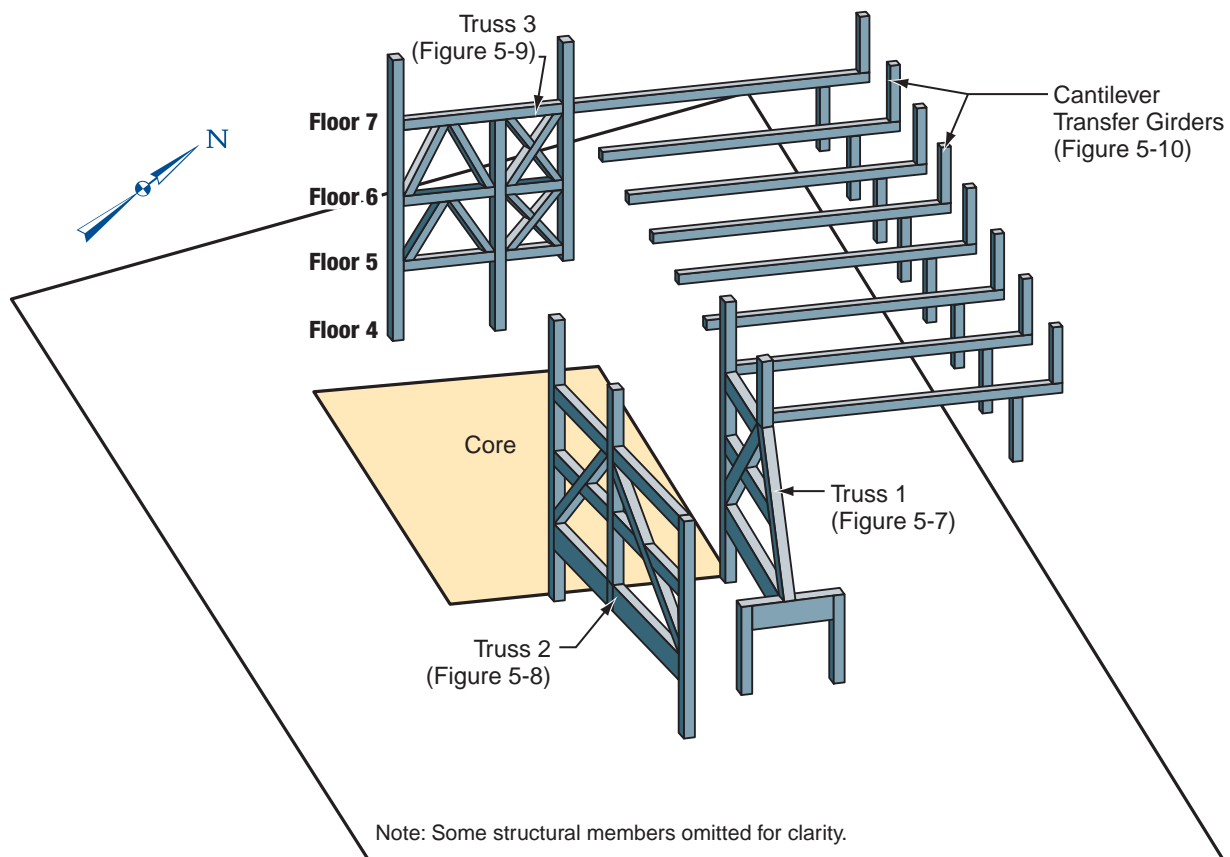 Truss 3
(Figure 5-9)
Floor 7
Cantilever
Transfer Girders
(Figure 5-10)
N
Floor 6
Floor 5
Floor 4
Core
Truss 1
(Figure 5-7)
Truss 2
(Figure 5-8)
Note: Some structural members omitted for clarity.